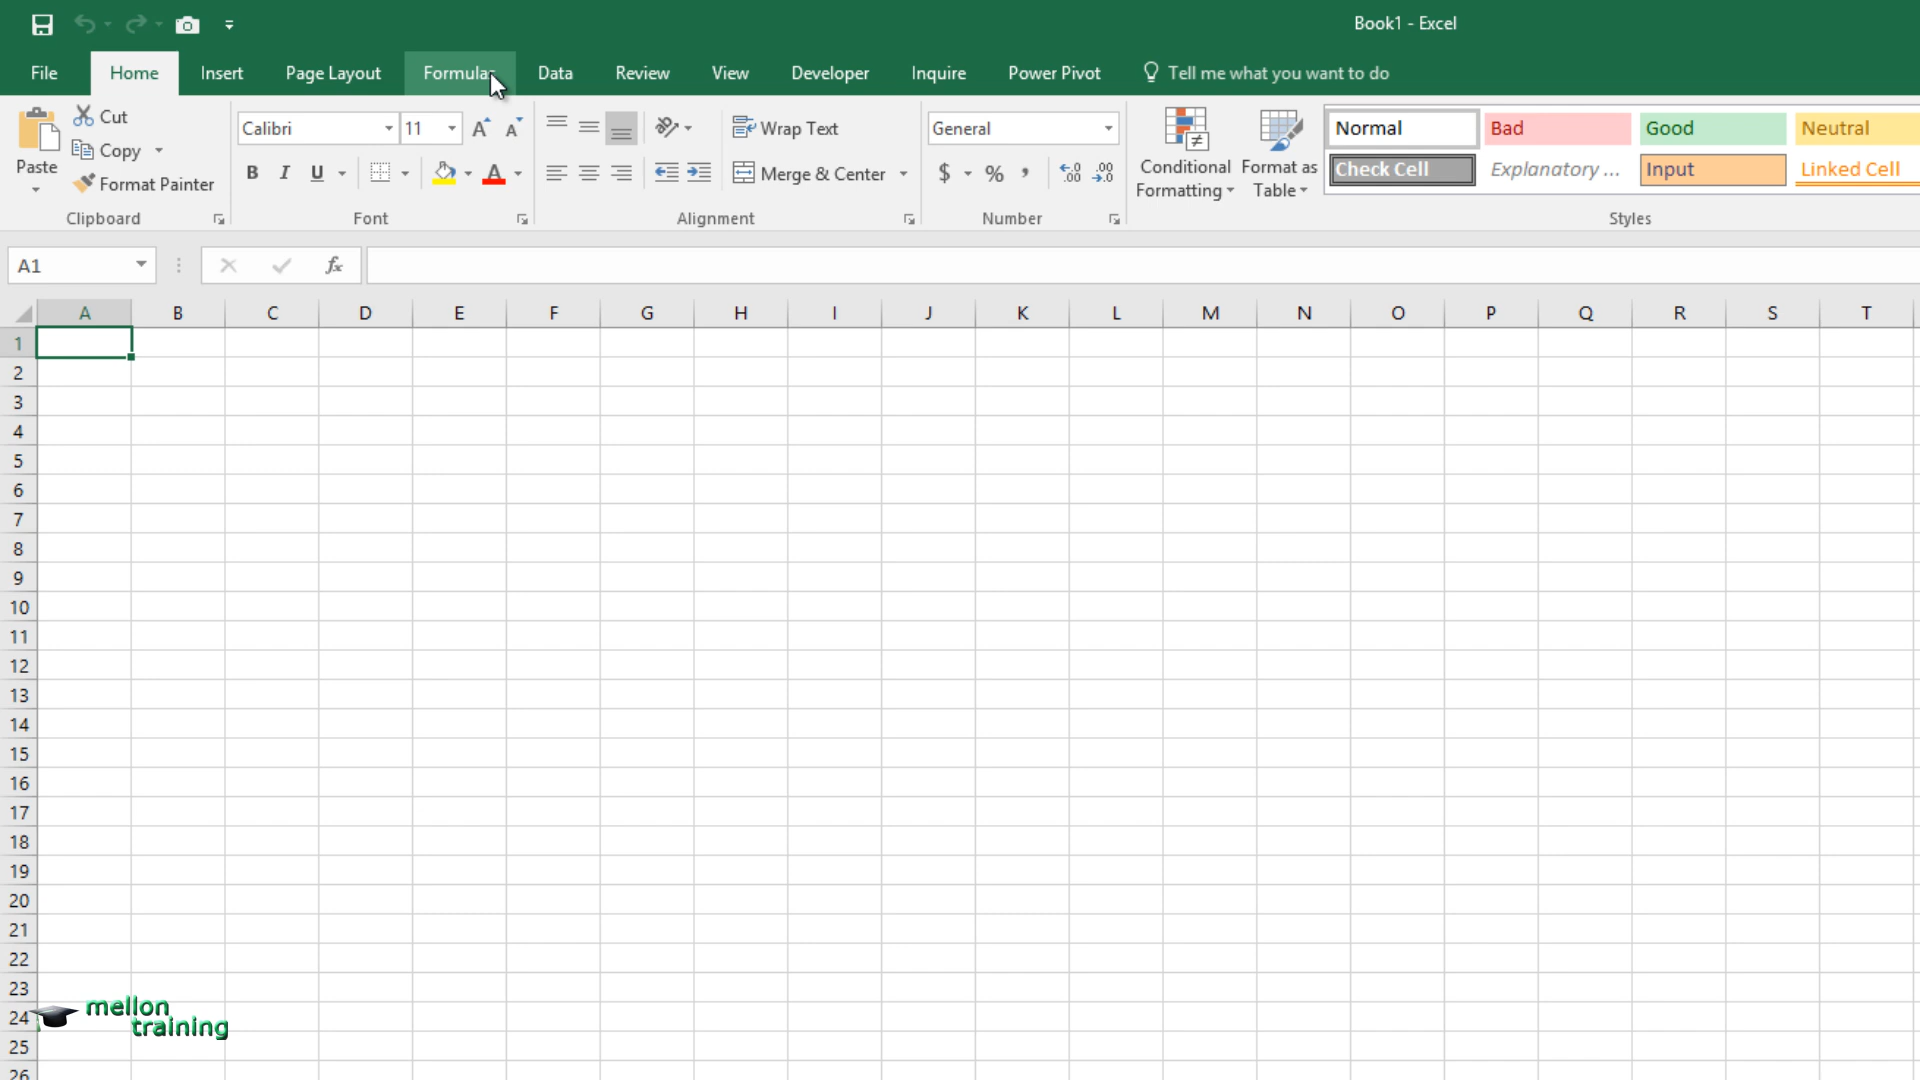 Book1 - Excel
File Home Insert Page Layout Formulas Data Review View Developer Inquire Power Pivot Tell me what you want to do
Paste
Cut
Copy
Format Painter
Clipboard
Calibri 11
B I U A
Font
Wrap Text
Merge & Center
Alignment
General
$ % ,
Number
Conditional Formatting
Format as Table
Normal Bad Good Neutral
Check Cell Explanatory ... Input Linked Cell
Styles
A1 fx
A B C D E F G H I J K L M N O P Q R S T
1
2
3
4
5
6
7
8
9
10
11
12
13
14
15
16
17
18
19
20
21
22
23
24
25
26
mellon
training